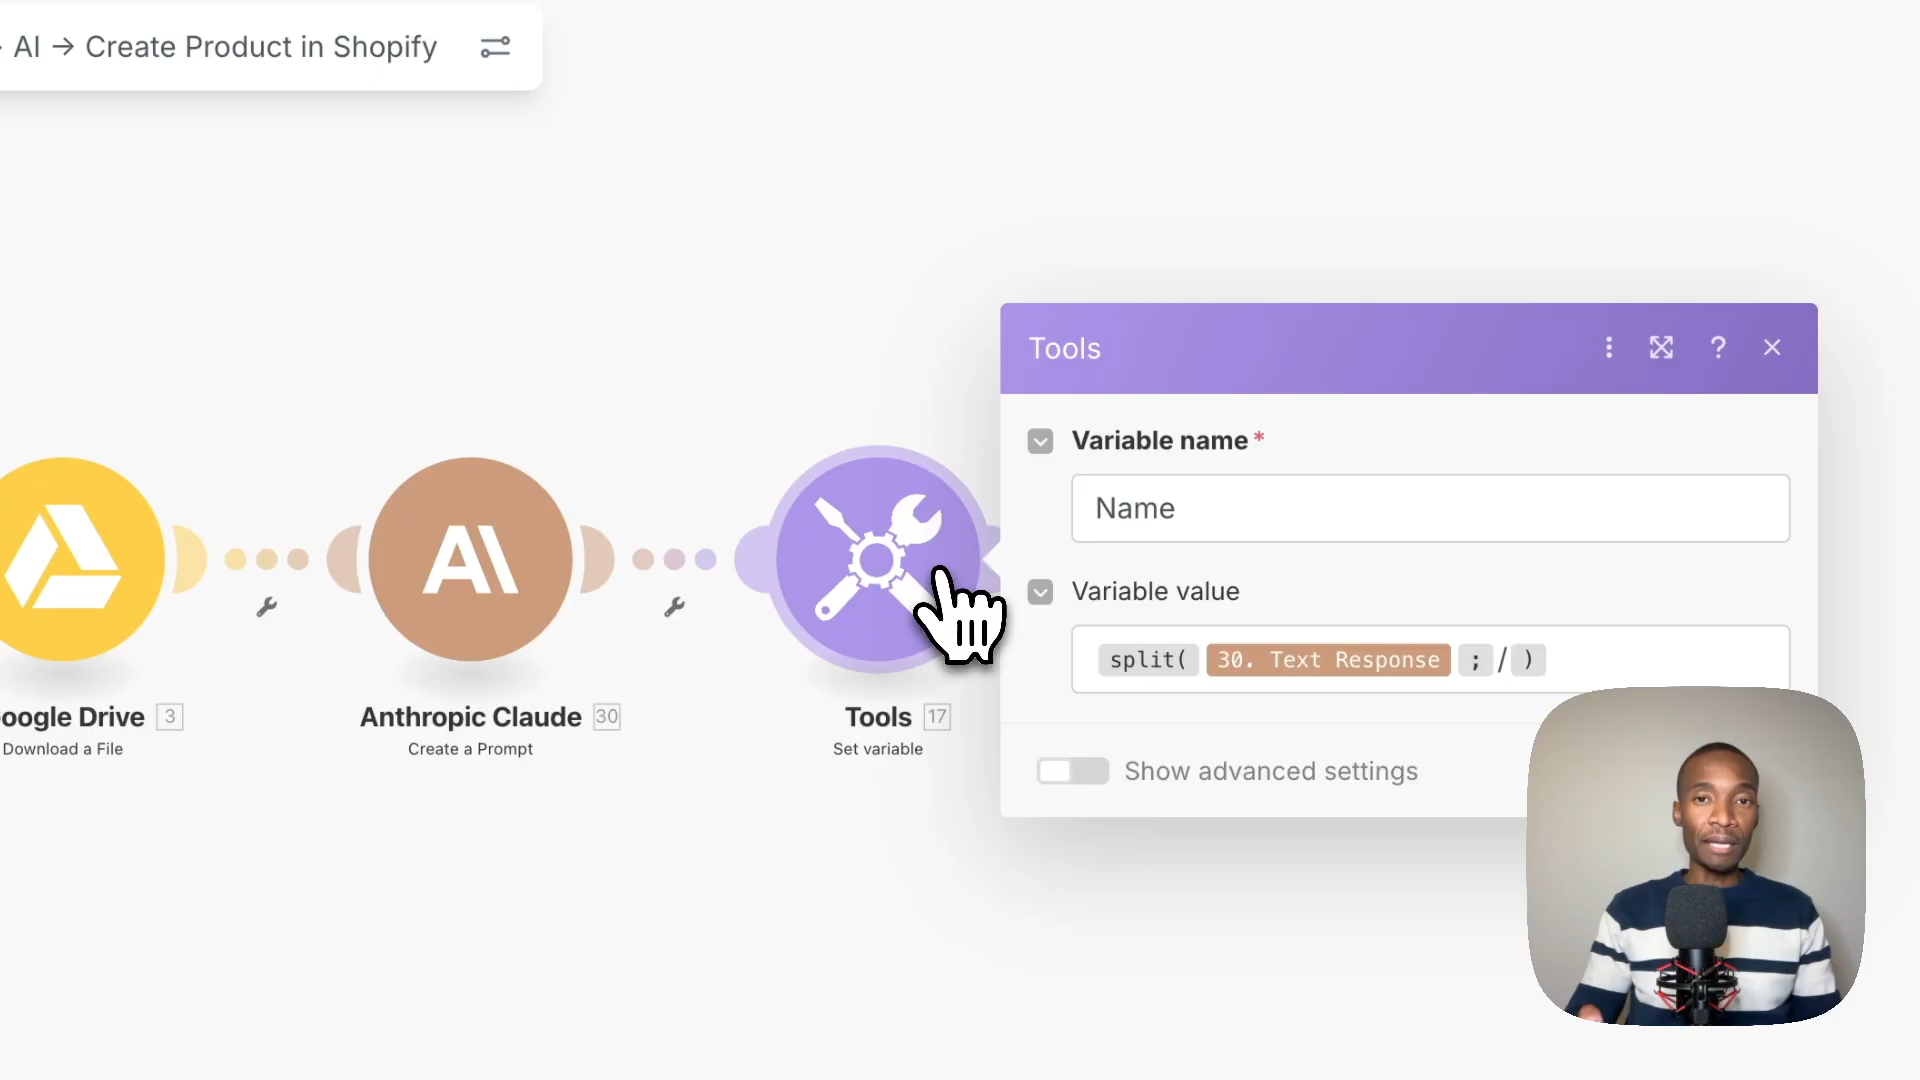 AI → Create Product in Shopify
Tools
?
Variable name *
Name
Variable value
split( 30. Text Response ; / )
Show advanced settings
oogle Drive 3
Download a File
Anthropic Claude 30
Create a Prompt
Tools 17
Set variable